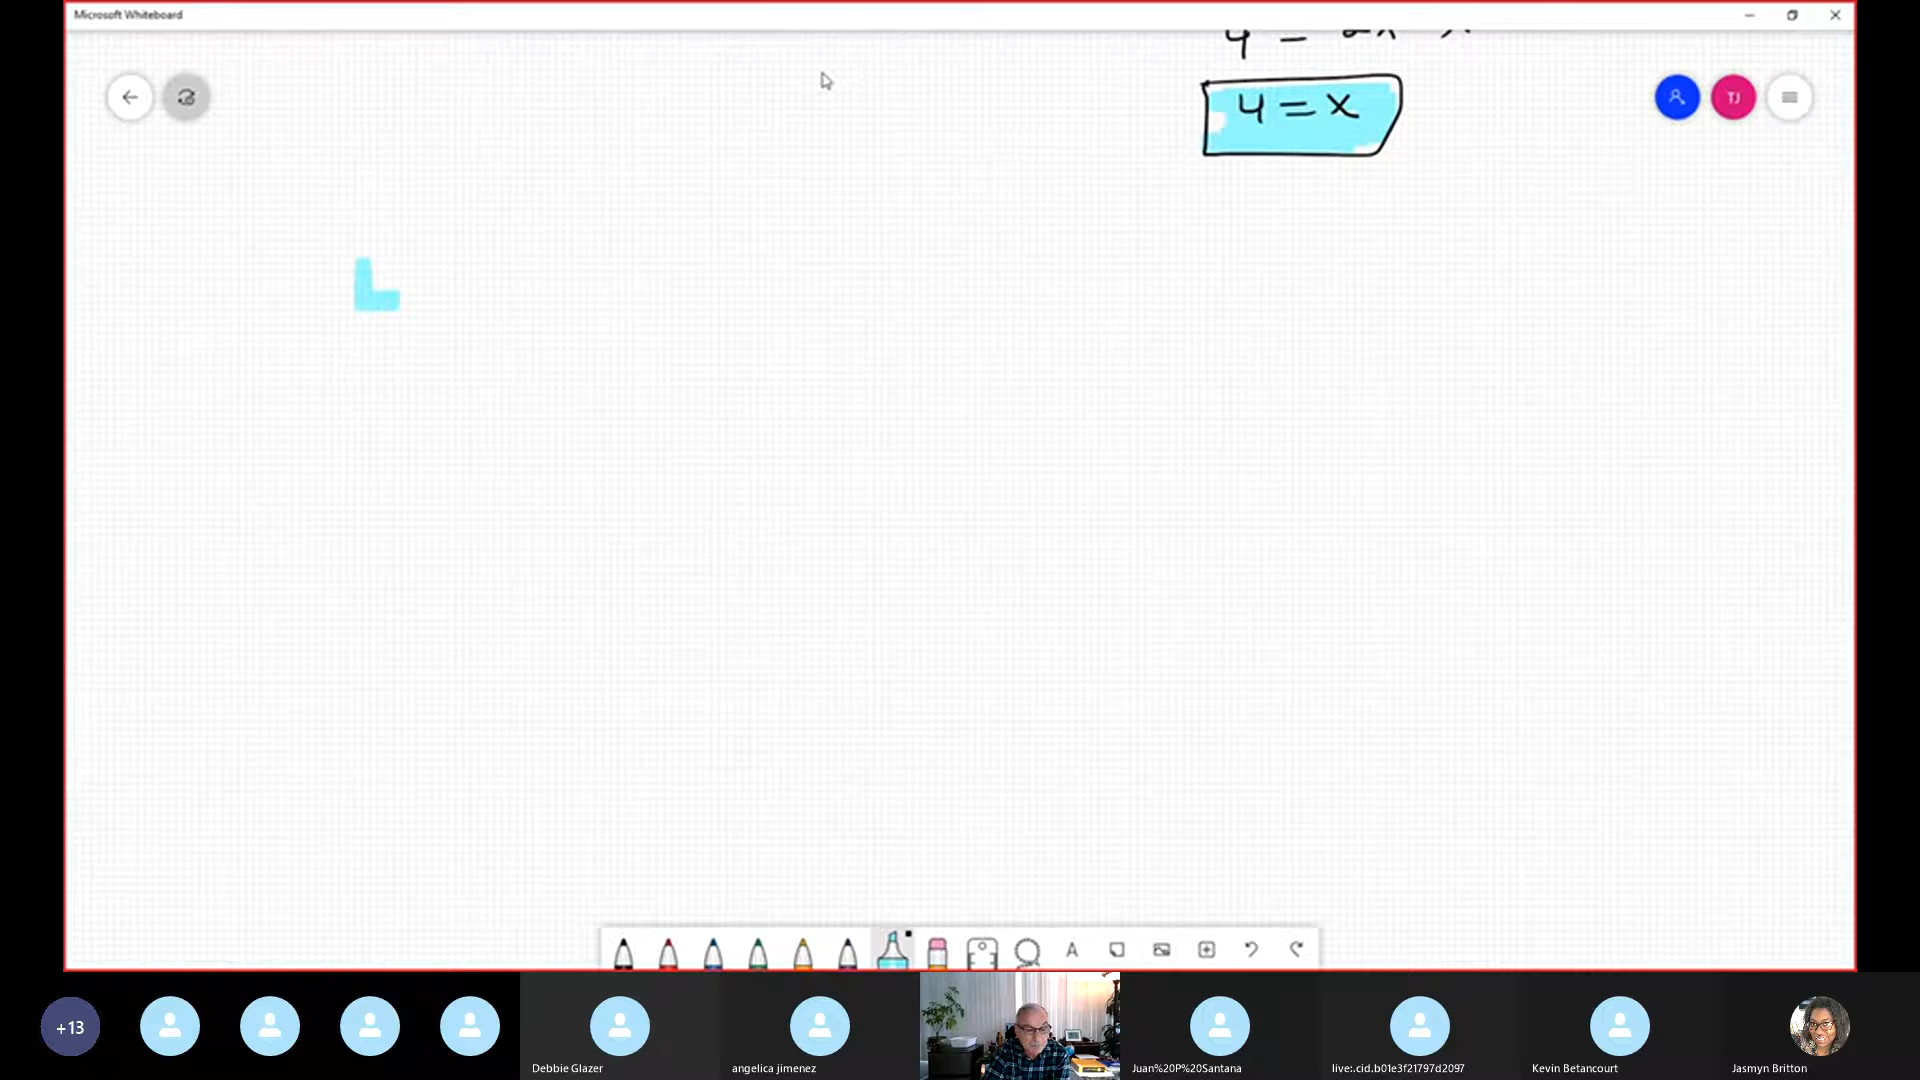 Microsoft Whiteboard
4 = x
TJ
A
+13
Debbie Glazer
angelica jimenez
Juan%20P%20Santana
live:.cid.b01e3f21797d2097
Kevin Betancourt
Jasmyn Britton